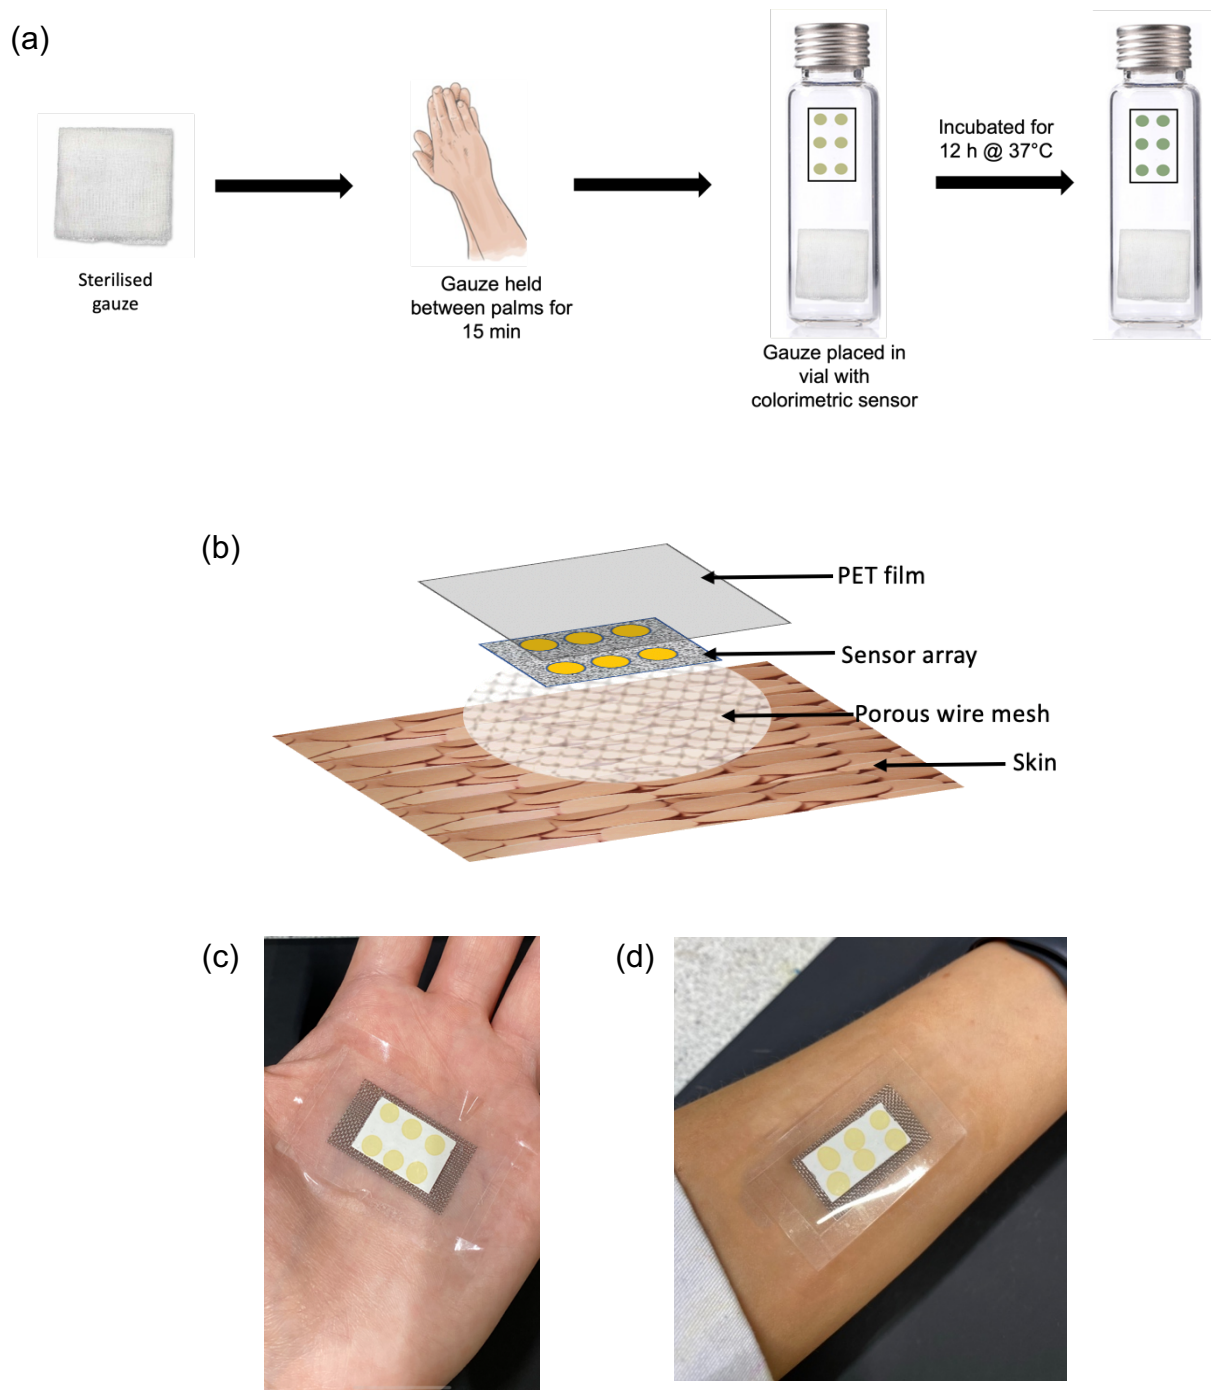 (a)
Sterilised
gauze
Gauze held
between palms for
15 min
Gauze placed in
vial with
colorimetric sensor
Incubated for
12 h @ 37°C
(b)
PET film
Sensor array
Porous wire mesh
Skin
(c)
(d)